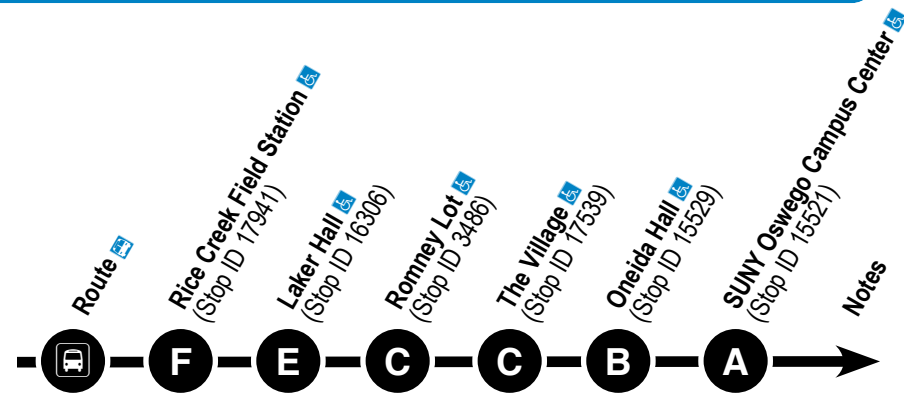 Route
Rice Creek Field Station
(Stop ID 17941)
Laker Hall
(Stop ID 16306)
Romney Lot
(Stop ID 3486)
The Village
(Stop ID 17539)
Oneida Hall
(Stop ID 15529)
SUNY Oswego Campus Center
(Stop ID 15521)
Notes
F E C C B A